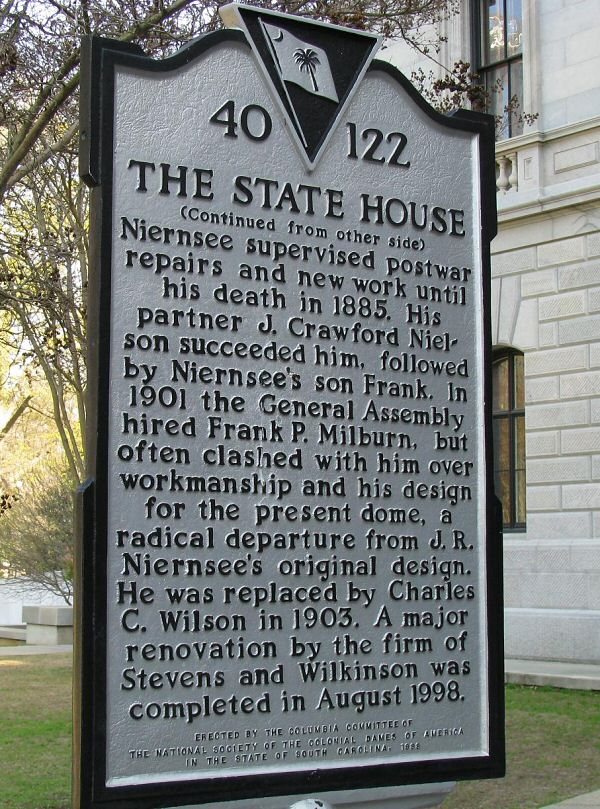 40 122
THE STATE HOUSE
(Continued from other side)
Niernsee supervised postwar
repairs and new work until
his death in 1885. His
partner J. Crawford Niel-
son succeeded him, followed
by Niernsee's son Frank. In
1901 the General Assembly
hired Frank P. Milburn, but
often clashed with him over
workmanship and his design
for the present dome, a
radical departure from J. R.
Niernsee's original design.
He was replaced by Charles
C. Wilson in 1903. A major
renovation by the firm of
Stevens and Wilkinson was
completed in August 1998.
ERECTED BY THE COLUMBIA COMMITTEE OF
THE NATIONAL SOCIETY OF THE COLONIAL DAMES OF AMERICA
IN THE STATE OF SOUTH CAROLINA, 1998